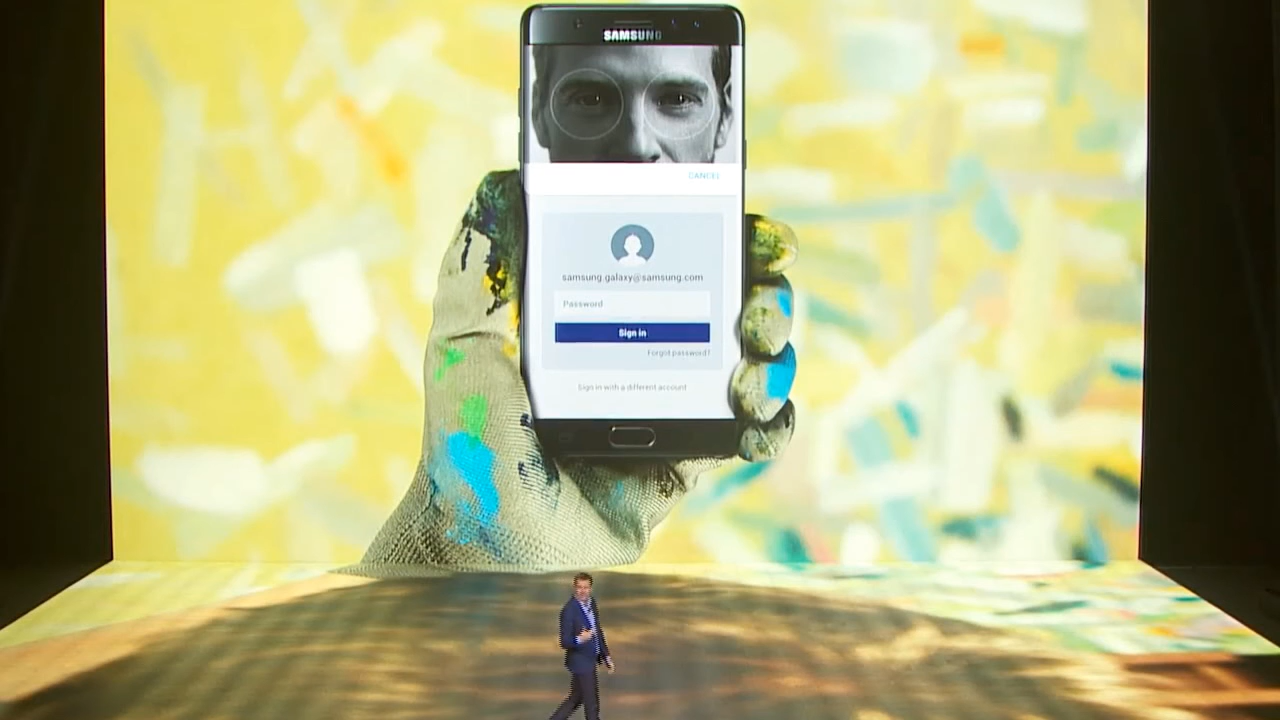 SAMSUNG
CANCEL
samsung.galaxy@samsung.com
Password
Sign in
Forgot password?
Sign in with a different account